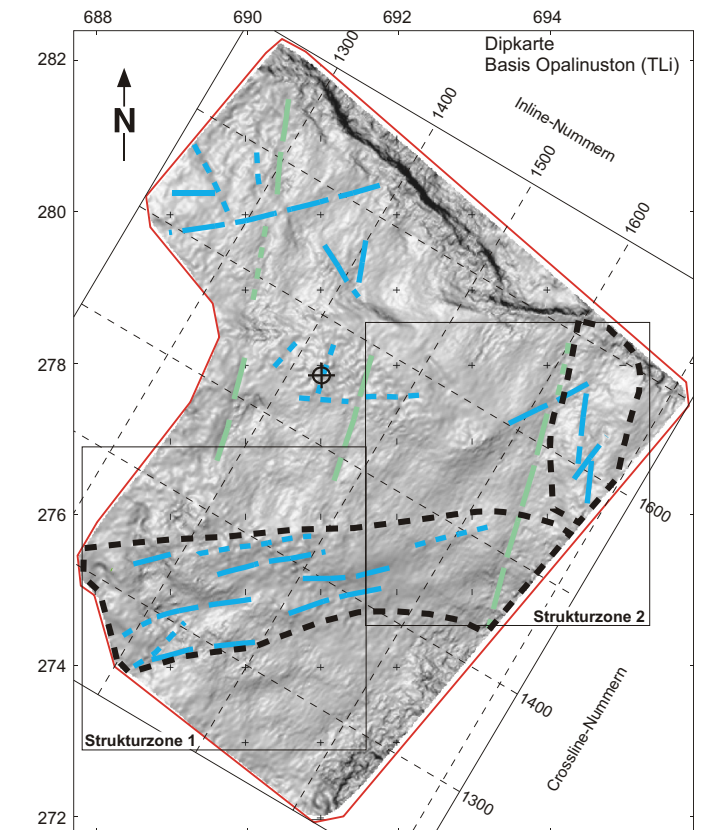 688 690 692 694
282
Dipkarte
Basis Opalinuston (TLi)
1300
1400
Inline-Nummern
1500
1600
N
280
278
276
1600
Strukturzone 2
274
1400
Crossline-Nummern
Strukturzone 1
1300
272